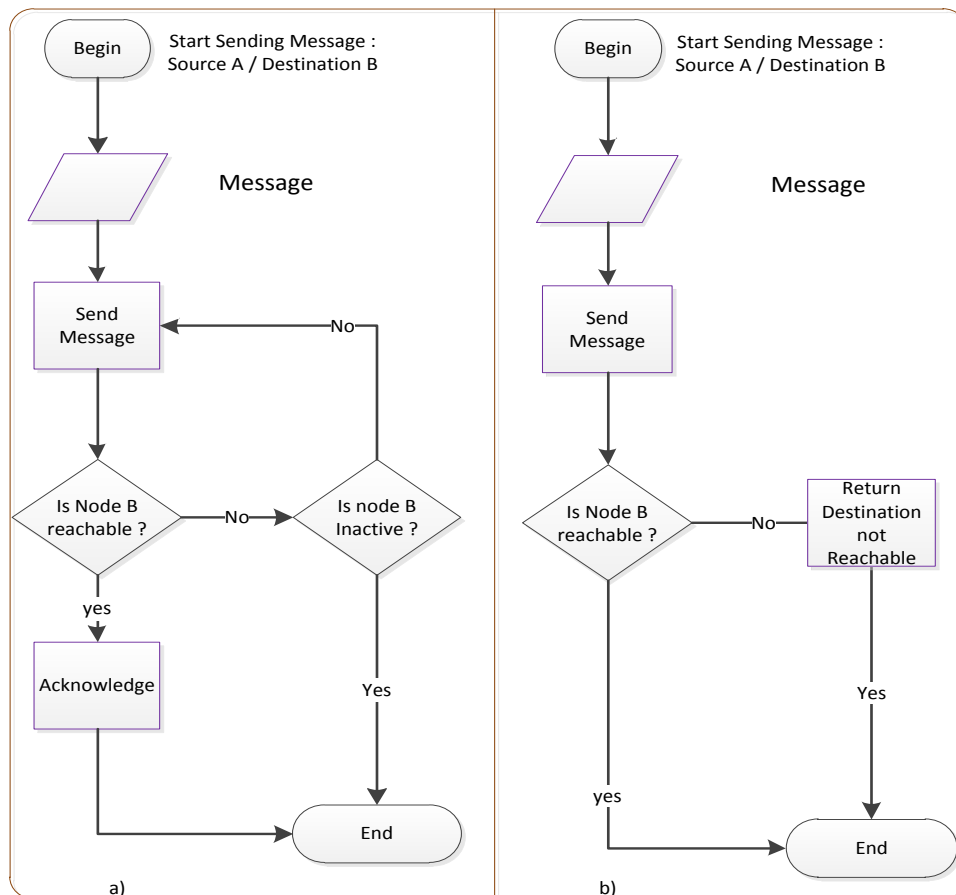 Begin
Start Sending Message :
Source A / Destination B
Message
Send
Message
No
Is Node B
reachable ?
No
Is node B
Inactive ?
yes
Acknowledge
Yes
End
a)
Begin
Start Sending Message :
Source A / Destination B
Message
Send
Message
Is Node B
reachable ?
No
Return
Destination
not
Reachable
Yes
yes
End
b)